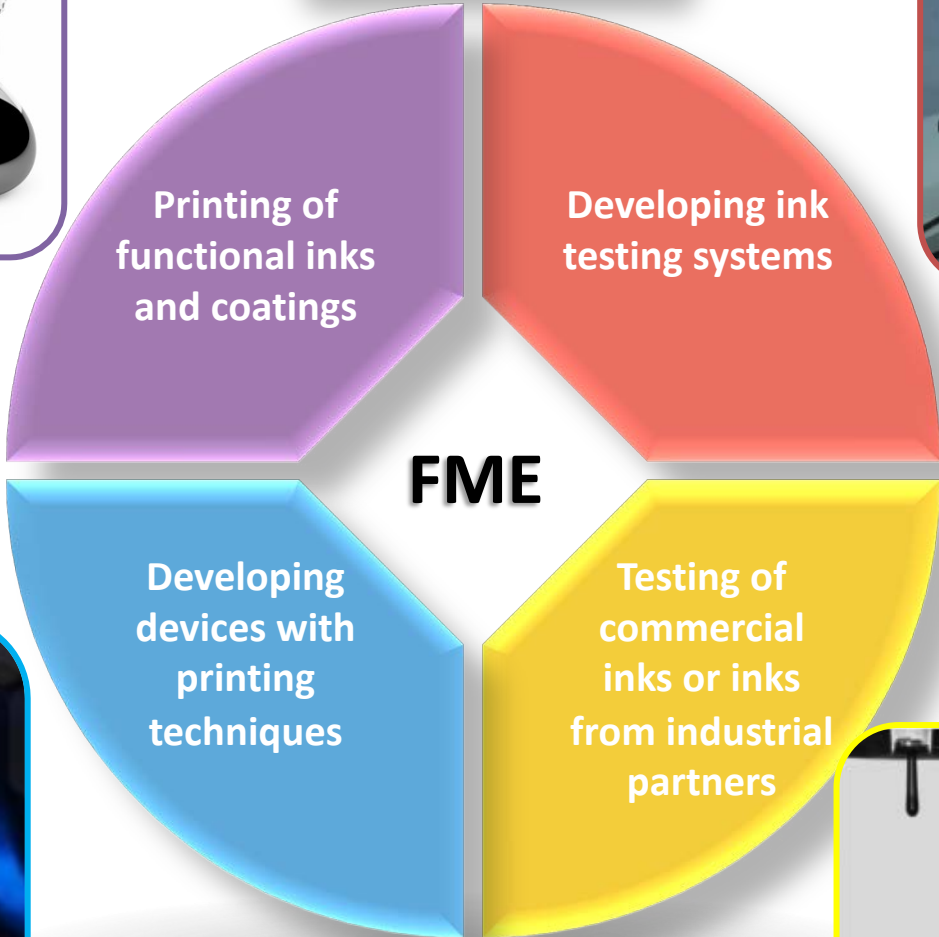 Printing of
functional inks
and coatings
Developing ink
testing systems
FME
Developing
devices with
printing
techniques
Testing of
commercial
inks or inks
from industrial
partners